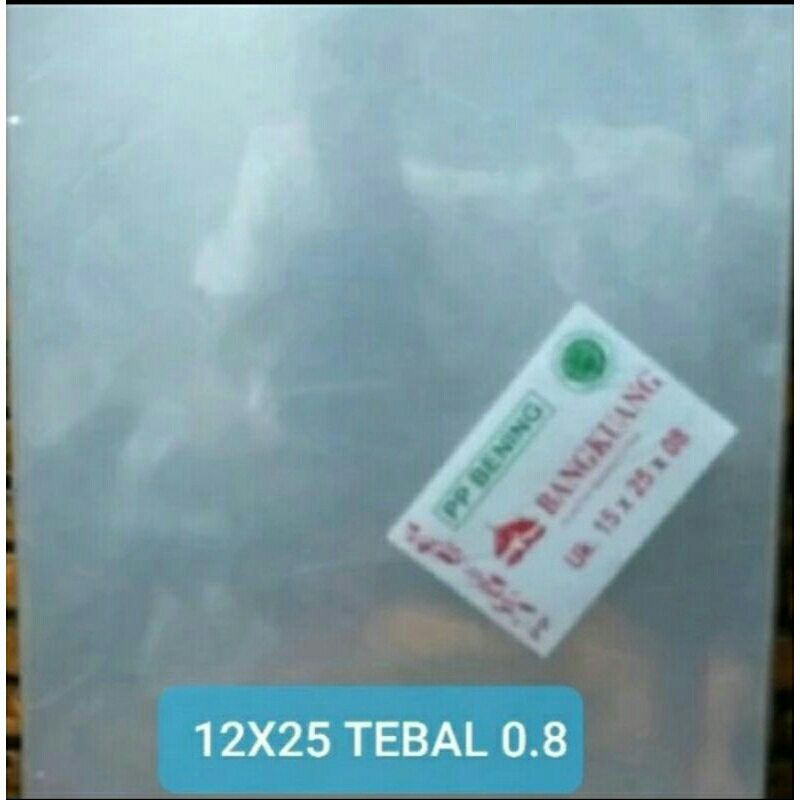 PP BENING
BANGKUANG
Uk. 15 x 25 x 08
12X25 TEBAL 0.8